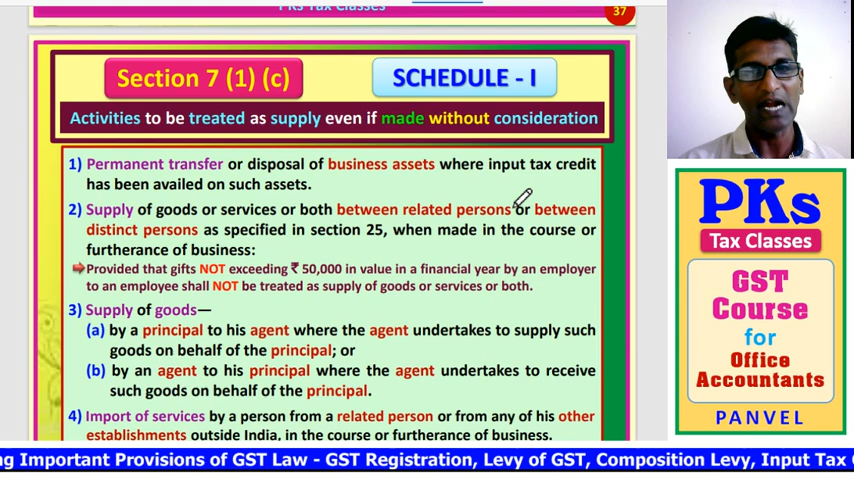 PKs Tax Classes
37
Section 7 (1) (c)
SCHEDULE - I
Activities to be treated as supply even if made without consideration
1) Permanent transfer or disposal of business assets where input tax credit
has been availed on such assets.
2) Supply of goods or services or both between related persons or between
distinct persons as specified in section 25, when made in the course or
furtherance of business:
Provided that gifts NOT exceeding ₹ 50,000 in value in a financial year by an employer
to an employee shall NOT be treated as supply of goods or services or both.
3) Supply of goods—
(a) by a principal to his agent where the agent undertakes to supply such
goods on behalf of the principal; or
(b) by an agent to his principal where the agent undertakes to receive
such goods on behalf of the principal.
4) Import of services by a person from a related person or from any of his other
establishments outside India, in the course or furtherance of business.
PKs
Tax Classes
GST
Course
for
Office
Accountants
PANVEL
ng Important Provisions of GST Law - GST Registration, Levy of GST, Composition Levy, Input Tax